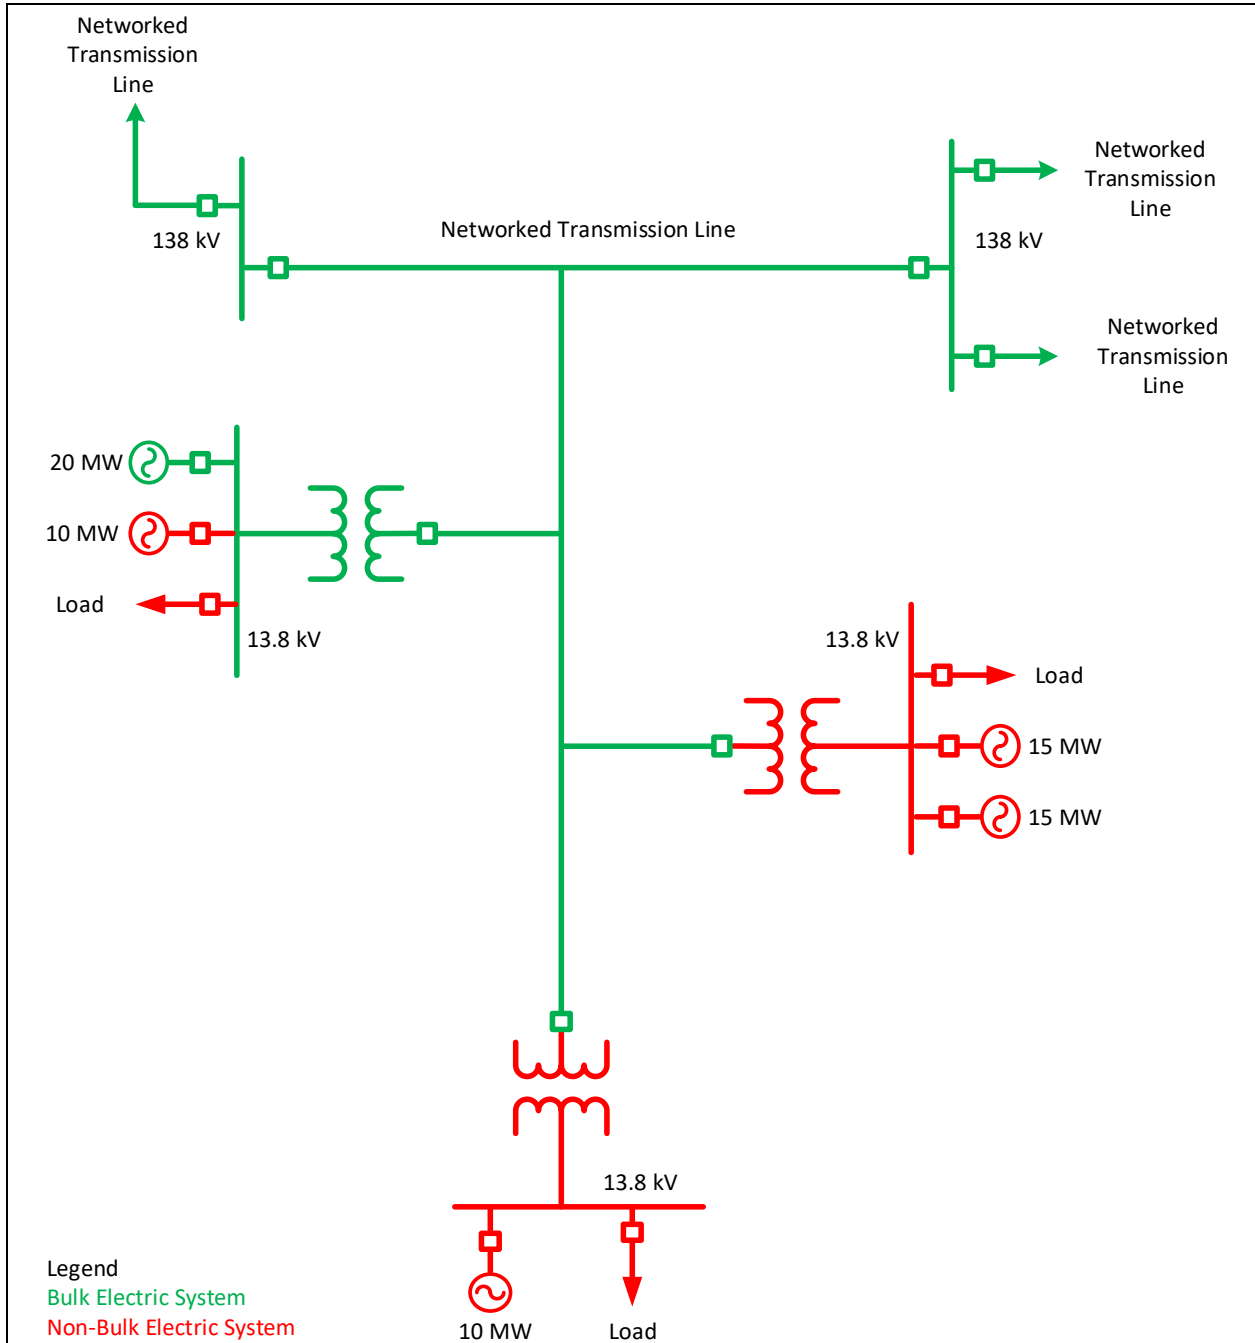 Networked
Transmission
Line
Networked
Transmission
Line
138 kV
Networked Transmission Line
138 kV
Networked
Transmission
Line
20 MW
10 MW
Load
13.8 kV
13.8 kV
Load
15 MW
15 MW
13.8 kV
10 MW
Load
Legend
Bulk Electric System
Non-Bulk Electric System